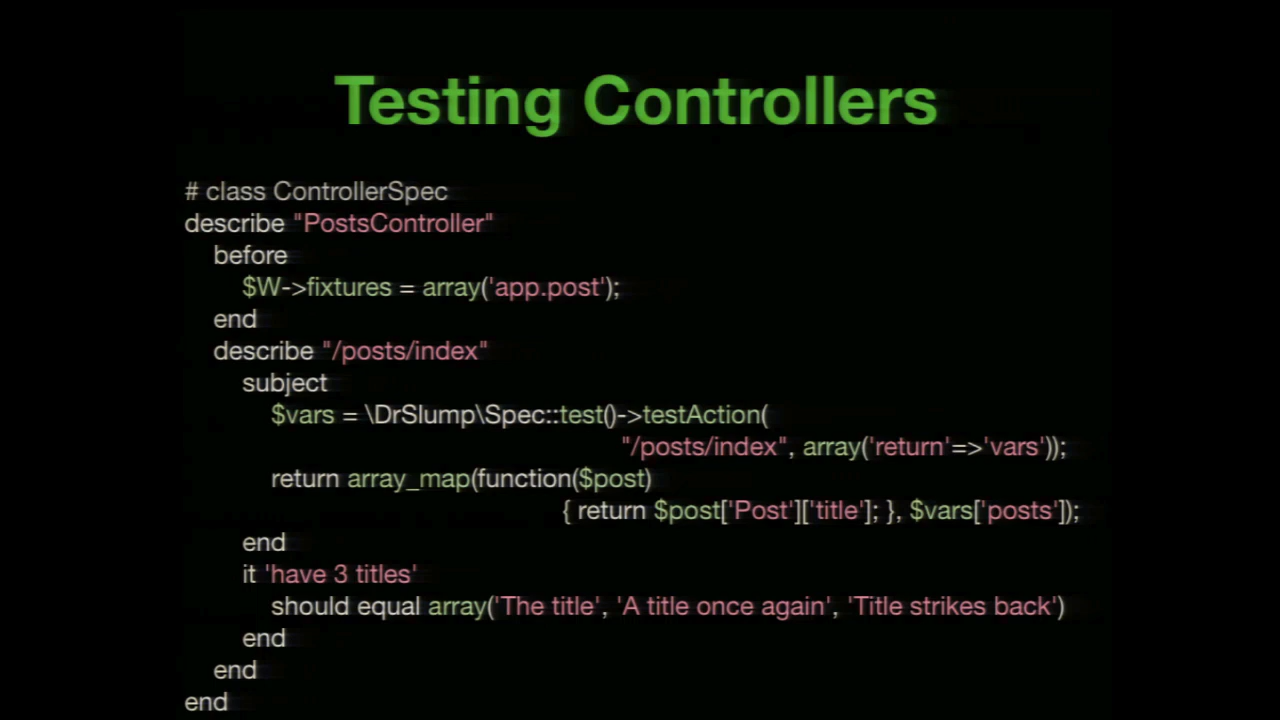 Testing Controllers
# class ControllerSpec
describe "PostsController"
before
$W->fixtures = array('app.post');
end
describe "/posts/index"
subject
$vars = \DrSlump\Spec::test()->testAction(
"/posts/index", array('return'=>'vars'));
return array_map(function($post)
{ return $post['Post']['title']; }, $vars['posts']);
end
it 'have 3 titles'
should equal array('The title', 'A title once again', 'Title strikes back')
end
end
end